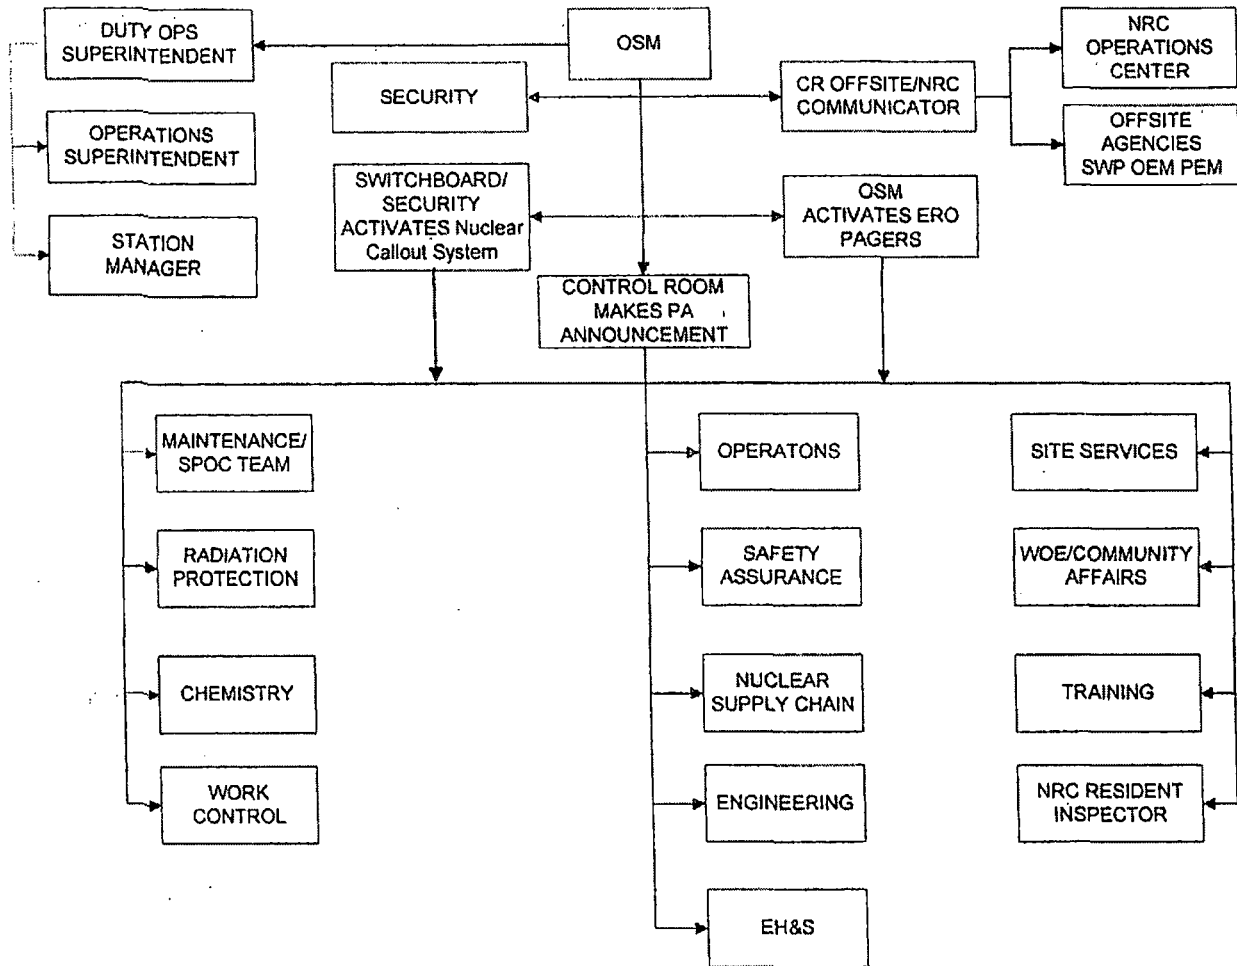 DUTY OPS
SUPERINTENDENT
OSM
NRC
OPERATIONS
CENTER
SECURITY
CR OFFSITE/NRC
COMMUNICATOR
OPERATIONS
SUPERINTENDENT
OFFSITE
AGENCIES
SWP OEM PEM
SWITCHBOARD/
SECURITY
ACTIVATES Nuclear
Callout System
OSM
ACTIVATES ERO
PAGERS
STATION
MANAGER
CONTROL ROOM
MAKES PA
ANNOUNCEMENT
MAINTENANCE/
SPOC TEAM
OPERATONS
SITE SERVICES
RADIATION
PROTECTION
SAFETY
ASSURANCE
WOE/COMMUNITY
AFFAIRS
CHEMISTRY
NUCLEAR
SUPPLY CHAIN
TRAINING
WORK
CONTROL
ENGINEERING
NRC RESIDENT
INSPECTOR
EH&S